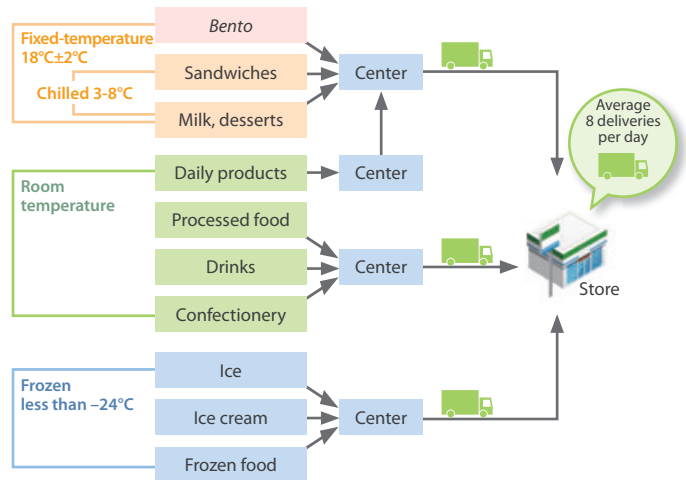 Bento
Fixed-temperature
18°C±2°C
Sandwiches
Center
Chilled 3-8°C
Milk, desserts
Average
8 deliveries
per day
Daily products
Center
Room
temperature
Processed food
Drinks
Center
Store
Confectionery
Ice
Frozen
less than –24°C
Ice cream
Center
Frozen food